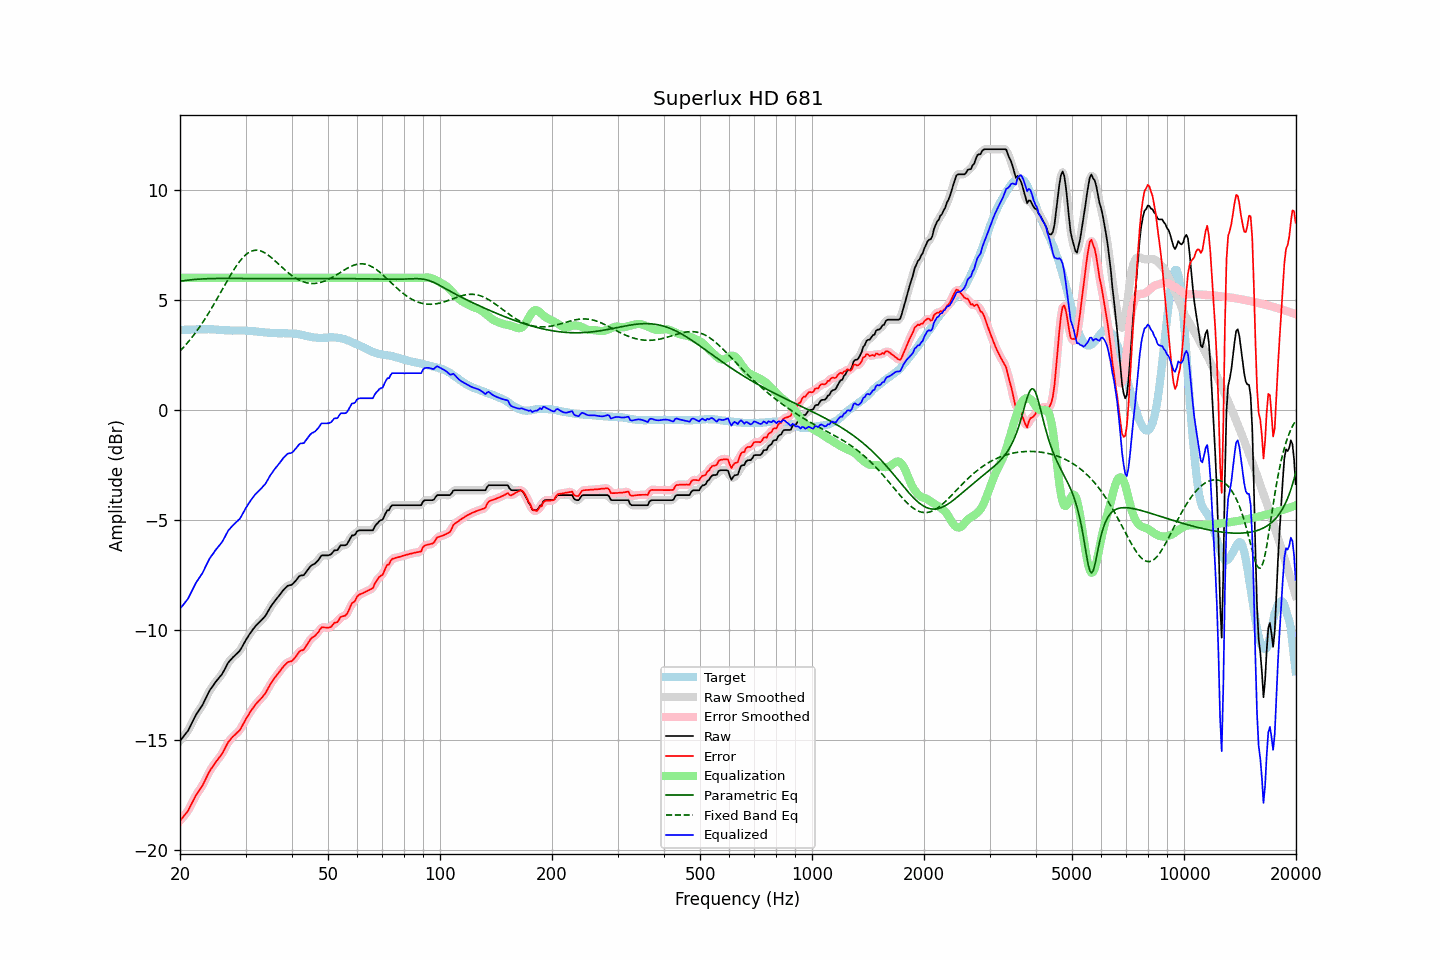 Superlux HD 681
Amplitude (dBr)
10
5
0
−5
−10
−15
−20
20
50
100
200
500
1000
2000
5000
10000
20000
Frequency (Hz)
Target
Raw Smoothed
Error Smoothed
Raw
Error
Equalization
Parametric Eq
Fixed Band Eq
Equalized